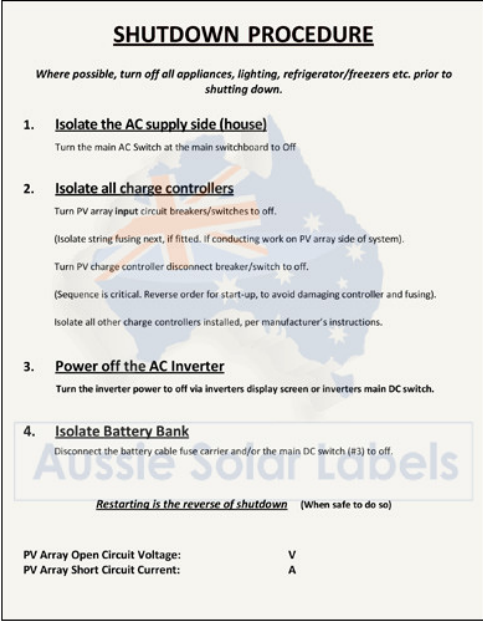 SHUTDOWN PROCEDURE
Where possible, turn off all appliances, lighting, refrigerator/freezers etc. prior to
shutting down.
1. Isolate the AC supply side (house)
Turn the main AC Switch at the main switchboard to Off
2. Isolate all charge controllers
Turn PV array input circuit breakers/switches to off.
(Isolate string fusing next, if fitted. If conducting work on PV array side of system).
Turn PV charge controller disconnect breaker/switch to off.
(Sequence is critical. Reverse order for start-up, to avoid damaging controller and fusing).
Isolate all other charge controllers installed, per manufacturer's instructions.
3. Power off the AC Inverter
Turn the inverter power to off via inverters display screen or inverters main DC switch.
4. Isolate Battery Bank
Disconnect the battery cable fuse carrier and/or the main DC switch (#3) to off.
Aussie Solar Labels
Restarting is the reverse of shutdown (When safe to do so)
PV Array Open Circuit Voltage: V
PV Array Short Circuit Current: A